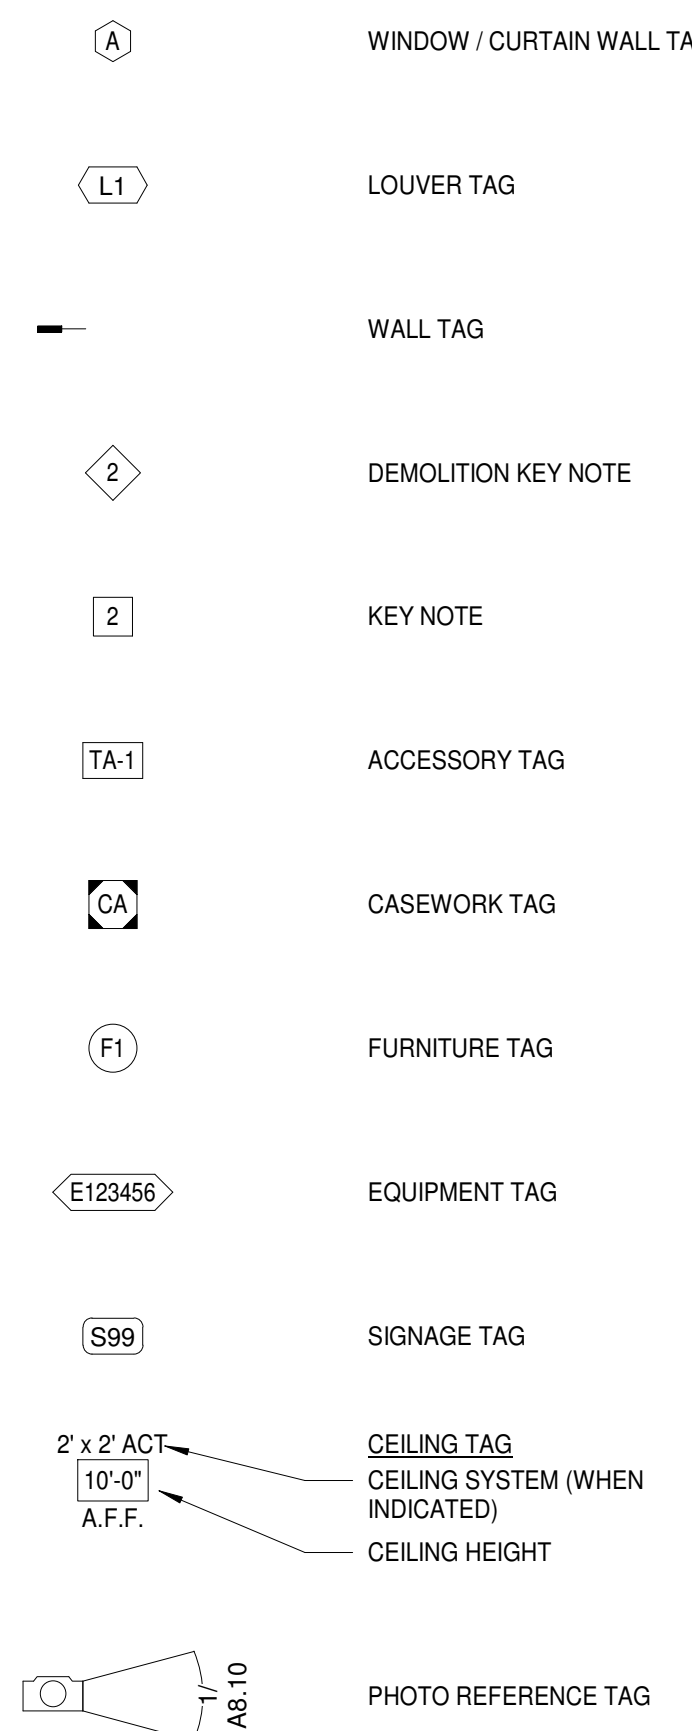 A WINDOW / CURTAIN WALL TA
L1 LOUVER TAG
WALL TAG
2 DEMOLITION KEY NOTE
2 KEY NOTE
TA-1 ACCESSORY TAG
CA CASEWORK TAG
F1 FURNITURE TAG
E123456 EQUIPMENT TAG
S99 SIGNAGE TAG
2' x 2' ACT CEILING TAG
10'-0" CEILING SYSTEM (WHEN
INDICATED)
A.F.F.
CEILING HEIGHT
1/
A8.10
PHOTO REFERENCE TAG